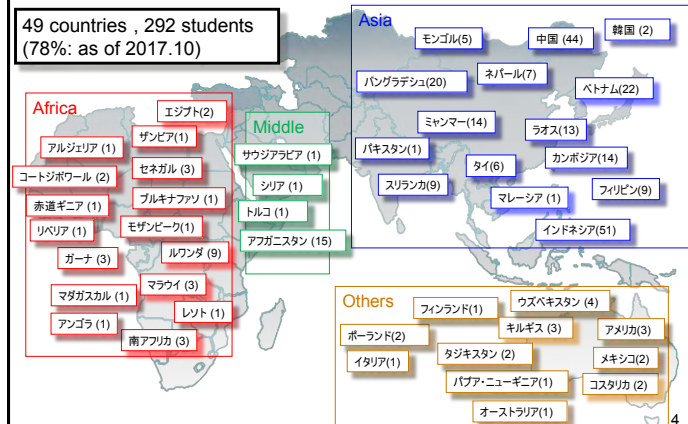 49 countries , 292 students
(78%: as of 2017.10)
Asia
モンゴル(5)
中国 (44)
韓国 (2)
バングラデシュ(20)
ネパール(7)
ベトナム(22)
ミャンマー(14)
ラオス(13)
パキスタン(1)
タイ(6)
カンボジア(14)
スリランカ(9)
マレーシア (1)
フィリピン(9)
インドネシア(51)
Africa
エジプト(2)
ザンビア(1)
アルジェリア (1)
セネガル (3)
コートジボワール (2)
ブルキナファソ (1)
赤道ギニア (1)
モザンビーク(1)
リベリア(1)
ルワンダ (9)
ガーナ (3)
マラウイ (3)
マダガスカル (1)
レソト (1)
アンゴラ (1)
南アフリカ (3)
Middle
サウジアラビア (1)
シリア (1)
トルコ (1)
アフガニスタン (15)
Others
フィンランド(1)
ウズベキスタン (4)
ポーランド(2)
キルギス (3)
アメリカ(3)
イタリア(1)
タジキスタン (2)
メキシコ(2)
パプア・ニューギニア(1)
コスタリカ (2)
オーストラリア(1)
4